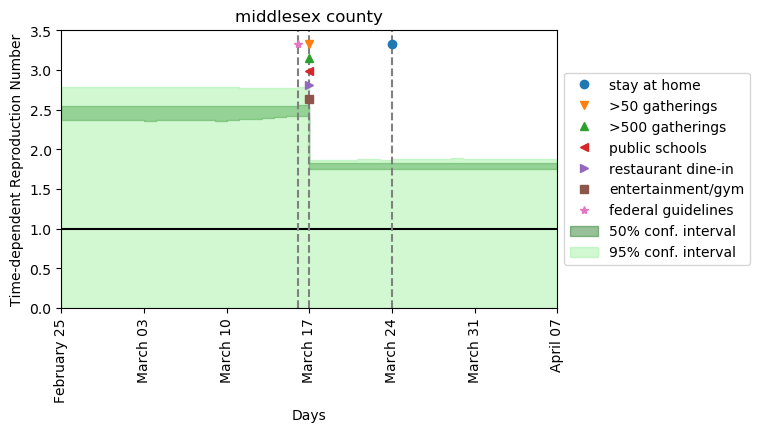 middlesex county
Time-dependent Reproduction Number
3.5
3.0
2.5
2.0
1.5
1.0
0.5
0.0
February 25
March 03
March 10
March 17
March 24
March 31
April 07
Days
stay at home
>50 gatherings
>500 gatherings
public schools
restaurant dine-in
entertainment/gym
federal guidelines
50% conf. interval
95% conf. interval